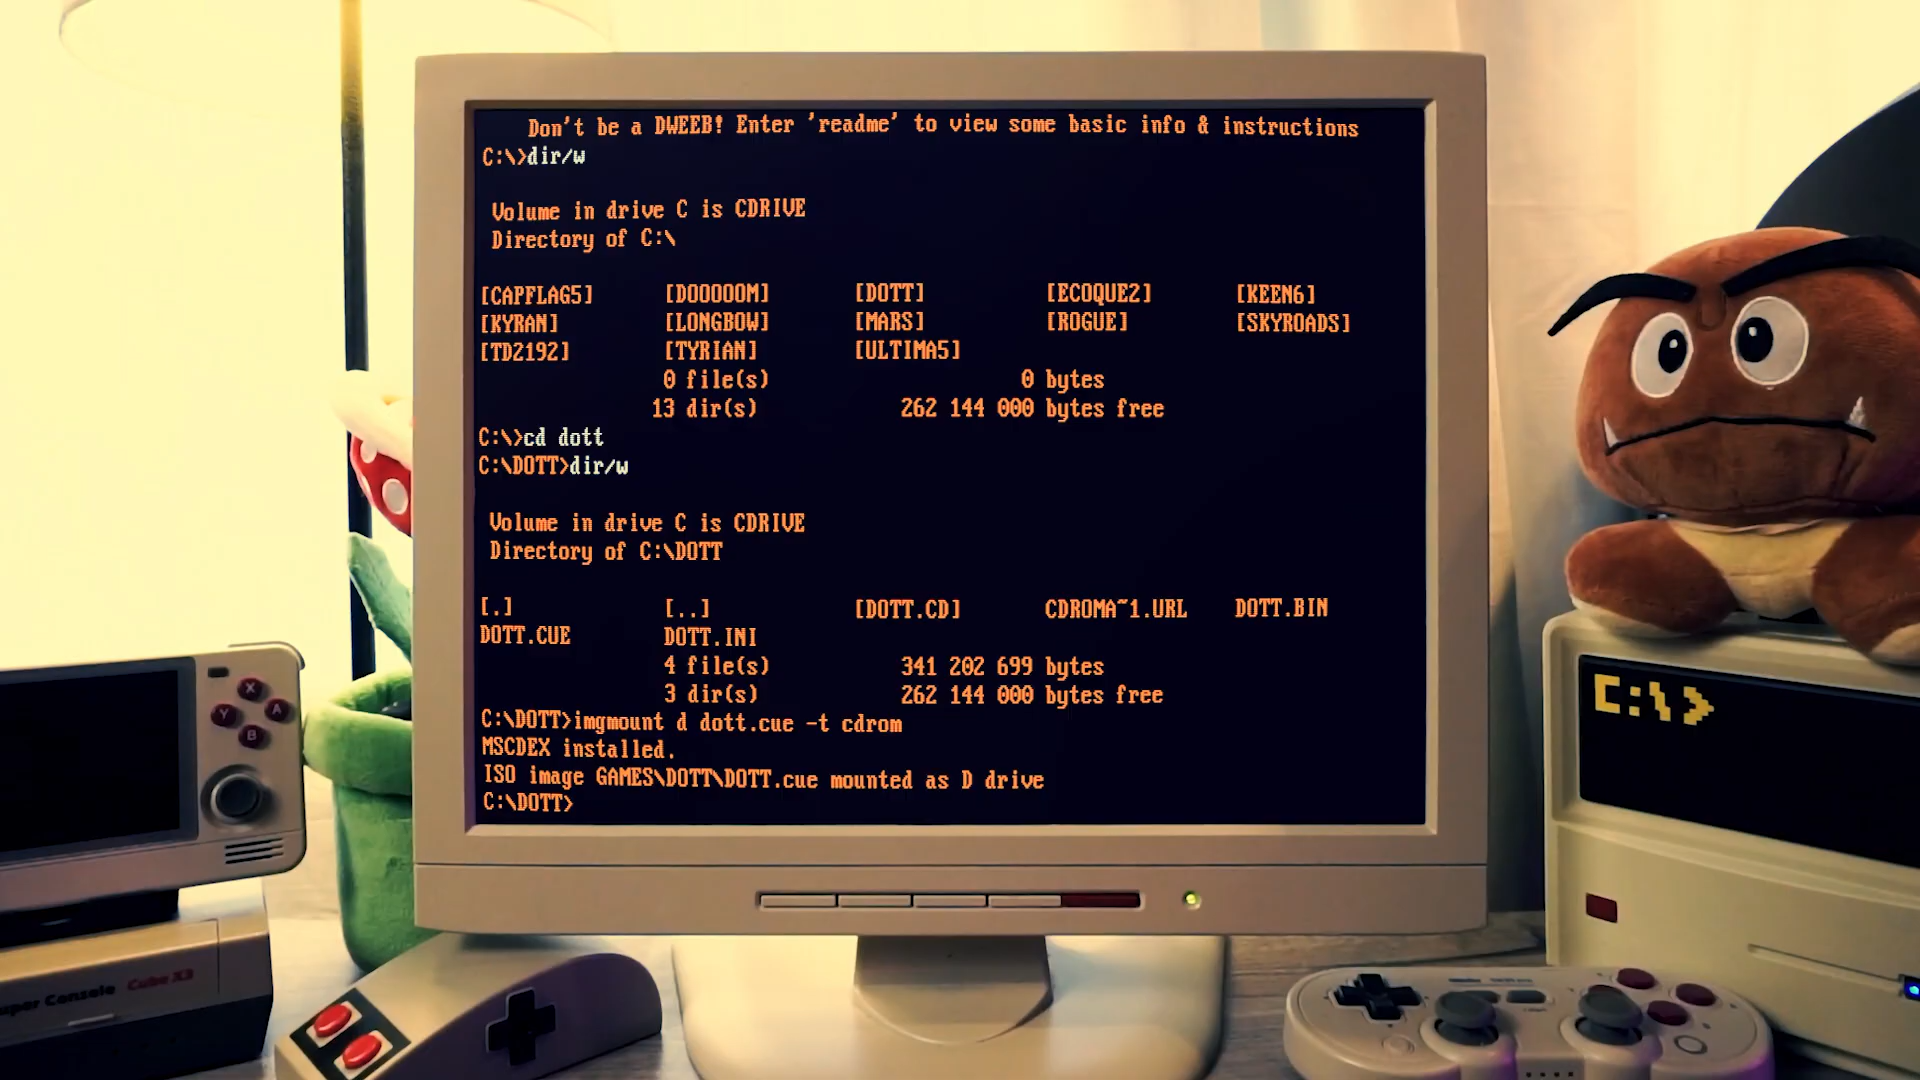 Don't be a DWEEB! Enter 'readme' to view some basic info & instructions
C:\>dir/w
Volume in drive C is CDRIVE
Directory of C:\
[CAPFLAG5] [DOOOOOM] [DOTT] [ECOQUE2] [KEEN6]
[KYRAN] [LONGBOW] [MARS] [ROGUE] [SKYROADS]
[TD2192] [TYRIAN] [ULTIMA5]
0 file(s) 0 bytes
13 dir(s) 262 144 000 bytes free
C:\>cd dott
C:\DOTT>dir/w
Volume in drive C is CDRIVE
Directory of C:\DOTT
[.] [..] [DOTT.CD] CDROMA~1.URL DOTT.BIN
DOTT.CUE DOTT.INI
4 file(s) 341 202 699 bytes
3 dir(s) 262 144 000 bytes free
C:\DOTT>imgmount d dott.cue -t cdrom
MSCDEX installed.
ISO image GAMES\DOTT\DOTT.cue mounted as D drive
C:\DOTT>
C:\>
X
Y A
B
Super Console Cube X3